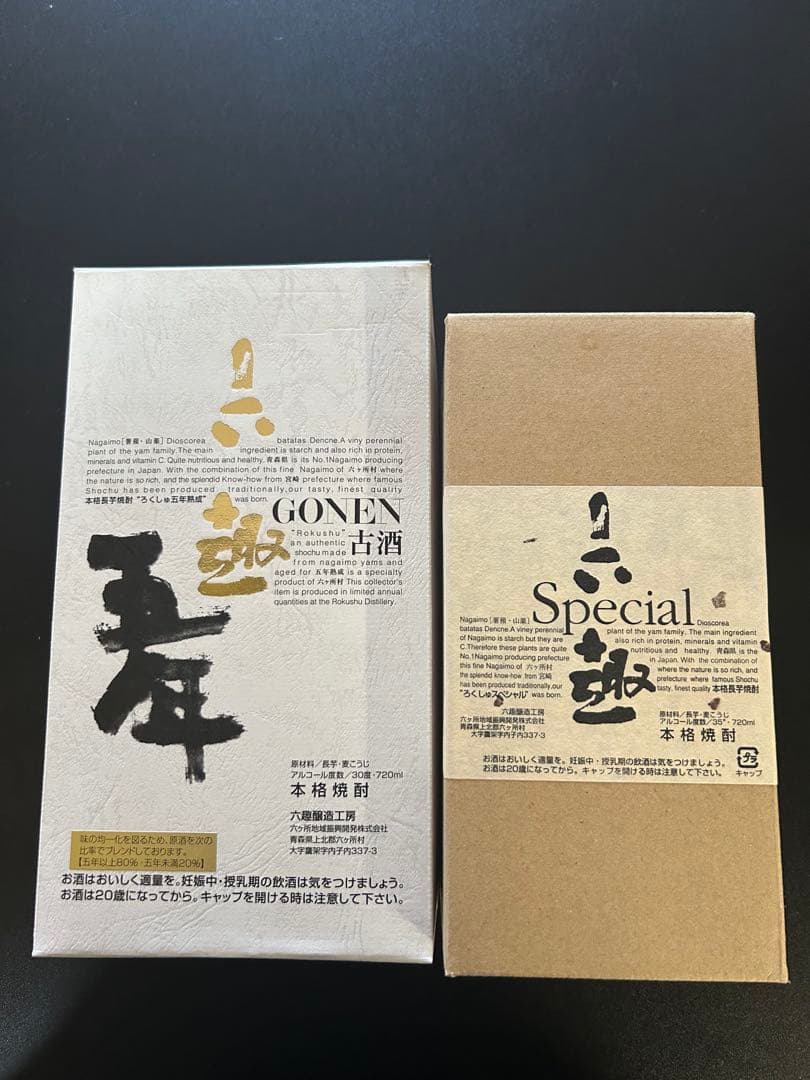 六趣
Nagaimo[薯蕷・山薬] Dioscorea batatas Dencne.A viny perennial
plant of the yam family.The main ingredient is starch and also rich in protein,
minerals and vitamin C. Quite nutritious and healthy. 青森県 is its No.1Nagaimo producing
prefecture in Japan. With the combination of this fine Nagaimo of 六ヶ所村 where
the nature is so rich, and the splendid Know-how from 宮崎 prefecture where famous
Shochu has been produced traditionally,our tasty, finest quality
本格長芋焼酎 "ろくしゅ五年熟成" was born.
GONEN
古酒
"Rokushu"
an authentic
shochu made
from nagaimo yams and
aged for 五年熟成 is a specialty
product of 六ヶ所村 This collector's
item is produced in limited annual
quantities at the Rokushu Distillery.
五年
原材料/長芋・麦こうじ
アルコール度数/30度・720ml
本格焼酎
六趣醸造工房
六ヶ所地域振興開発株式会社
青森県上北郡六ヶ所村
大字鷹架字内子内337-3
味の均一化を図るため、原酒を次の
比率でブレンドしております。
【五年以上80%・五年未満20%】
お酒はおいしく適量を。妊娠中・授乳期の飲酒は気をつけましょう。
お酒は20歳になってから。キャップを開ける時は注意して下さい。
六趣
Special
Nagaimo[薯蕷・山薬] Dioscorea
batatas Dencne.A viney perennial plant of the yam family. The main ingredient
of Nagaimo is starch but they are also rich in protein, minerals and vitamin
C.Therefore these plants are quite nutritious and healthy. 青森県 is the
No.1Nagaimo producing prefecture in Japan. With the combination of
this fine Nagaimo of 六ヶ所村 where the nature is so rich, and
the splendid know-how from 宮崎 prefecture where famous Shochu
has been produced traditionally,our tasty, finest quality 本格長芋焼酎
"ろくしゅスペシャル" was born.
六趣醸造工房
六ヶ所地域振興開発株式会社
青森県上北郡六ヶ所村
大字鷹架字内子内337-3
原材料/長芋・麦こうじ
アルコール度数/35°・720ml
本格焼酎
お酒はおいしく適量を。妊娠中・授乳期の飲酒は気をつけましょう。
お酒は20歳になってから。キャップを開ける時は注意して下さい。
プラ
キャップ